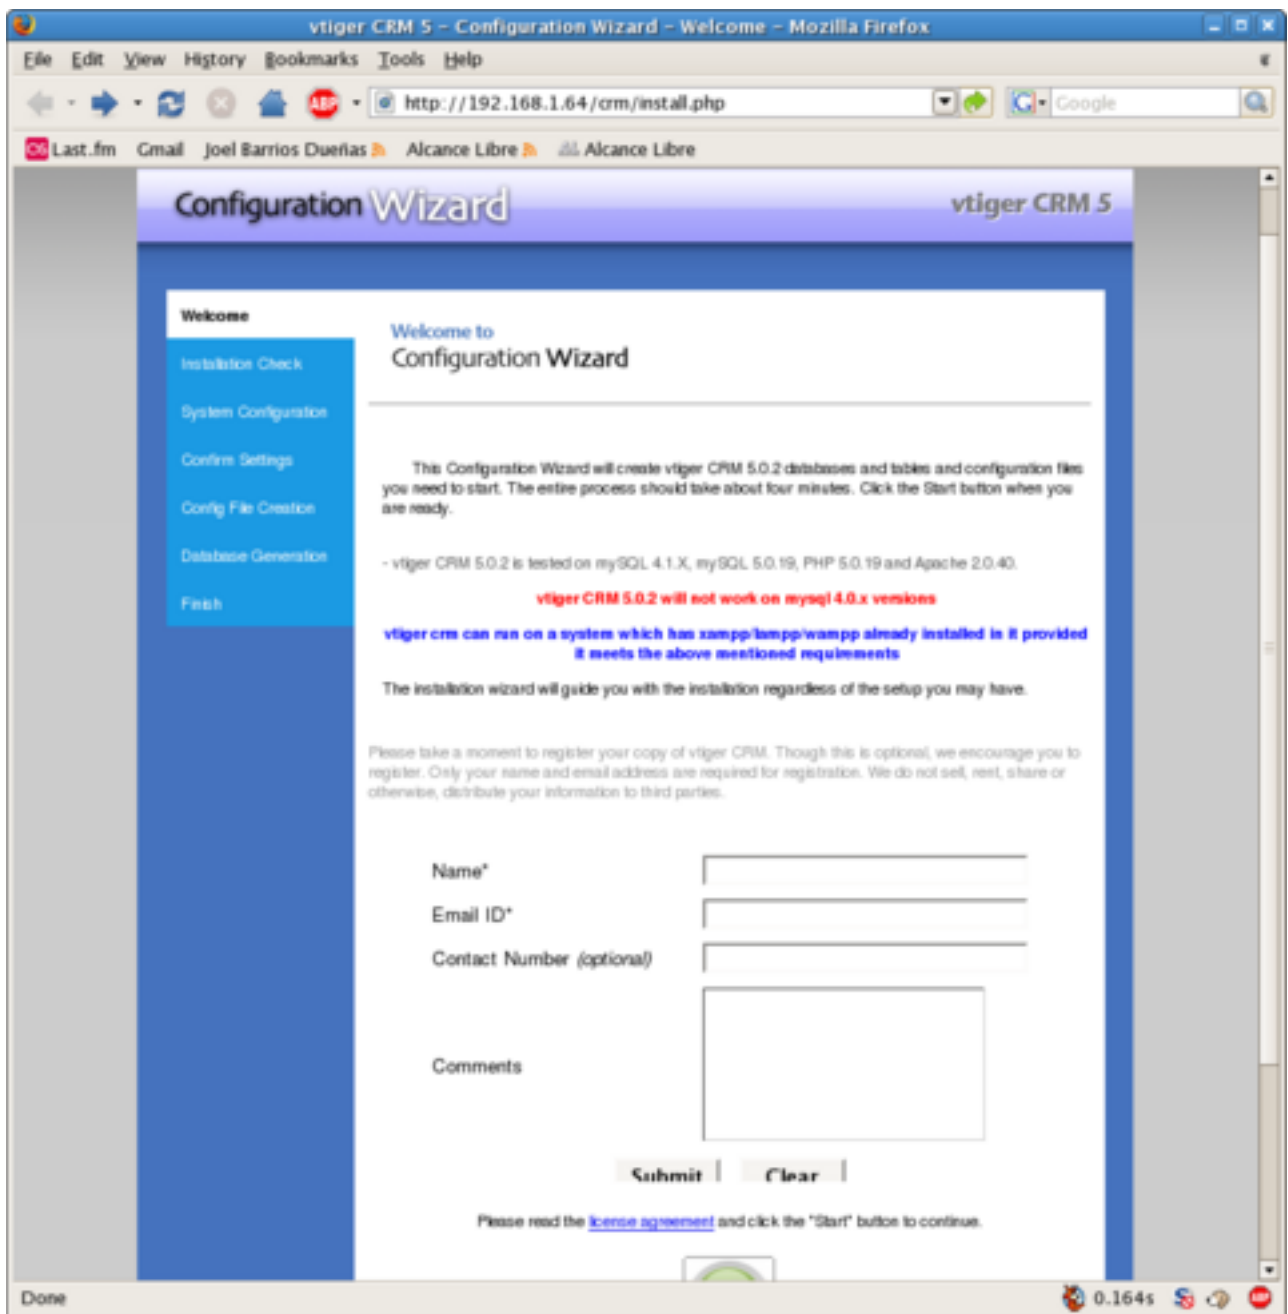 vtiger CRM 5 - Configuration Wizard - Welcome - Mozilla Firefox
File Edit View History Bookmarks Tools Help
ABP http://192.168.1.64/crm/install.php G Google
Last.fm Gmail Joel Barrios Dueñas Alcance Libre Alcance Libre
Configuration Wizard vtiger CRM 5
Welcome
Installation Check
System Configuration
Confirm Settings
Config File Creation
Database Generation
Finish
Welcome to
Configuration Wizard
This Configuration Wizard will create vtiger CRM 5.0.2 databases and tables and configuration files
you need to start. The entire process should take about four minutes. Click the Start button when you
are ready.
- vtiger CRM 5.0.2 is tested on mySQL 4.1.X, mySQL 5.0.19, PHP 5.0.19 and Apache 2.0.40.
vtiger CRM 5.0.2 will not work on mysql 4.0.x versions
vtiger crm can run on a system which has xampp/lampp/wampp already installed in it provided
it meets the above mentioned requirements
The installation wizard will guide you with the installation regardless of the setup you may have.
Please take a moment to register your copy of vtiger CRM. Though this is optional, we encourage you to
register. Only your name and email address are required for registration. We do not sell, rent, share or
otherwise, distribute your information to third parties.
Name*
Email ID*
Contact Number (optional)
Comments
Submit Clear
Please read the license agreement and click the "Start" button to continue.
Done 0.164s ABP